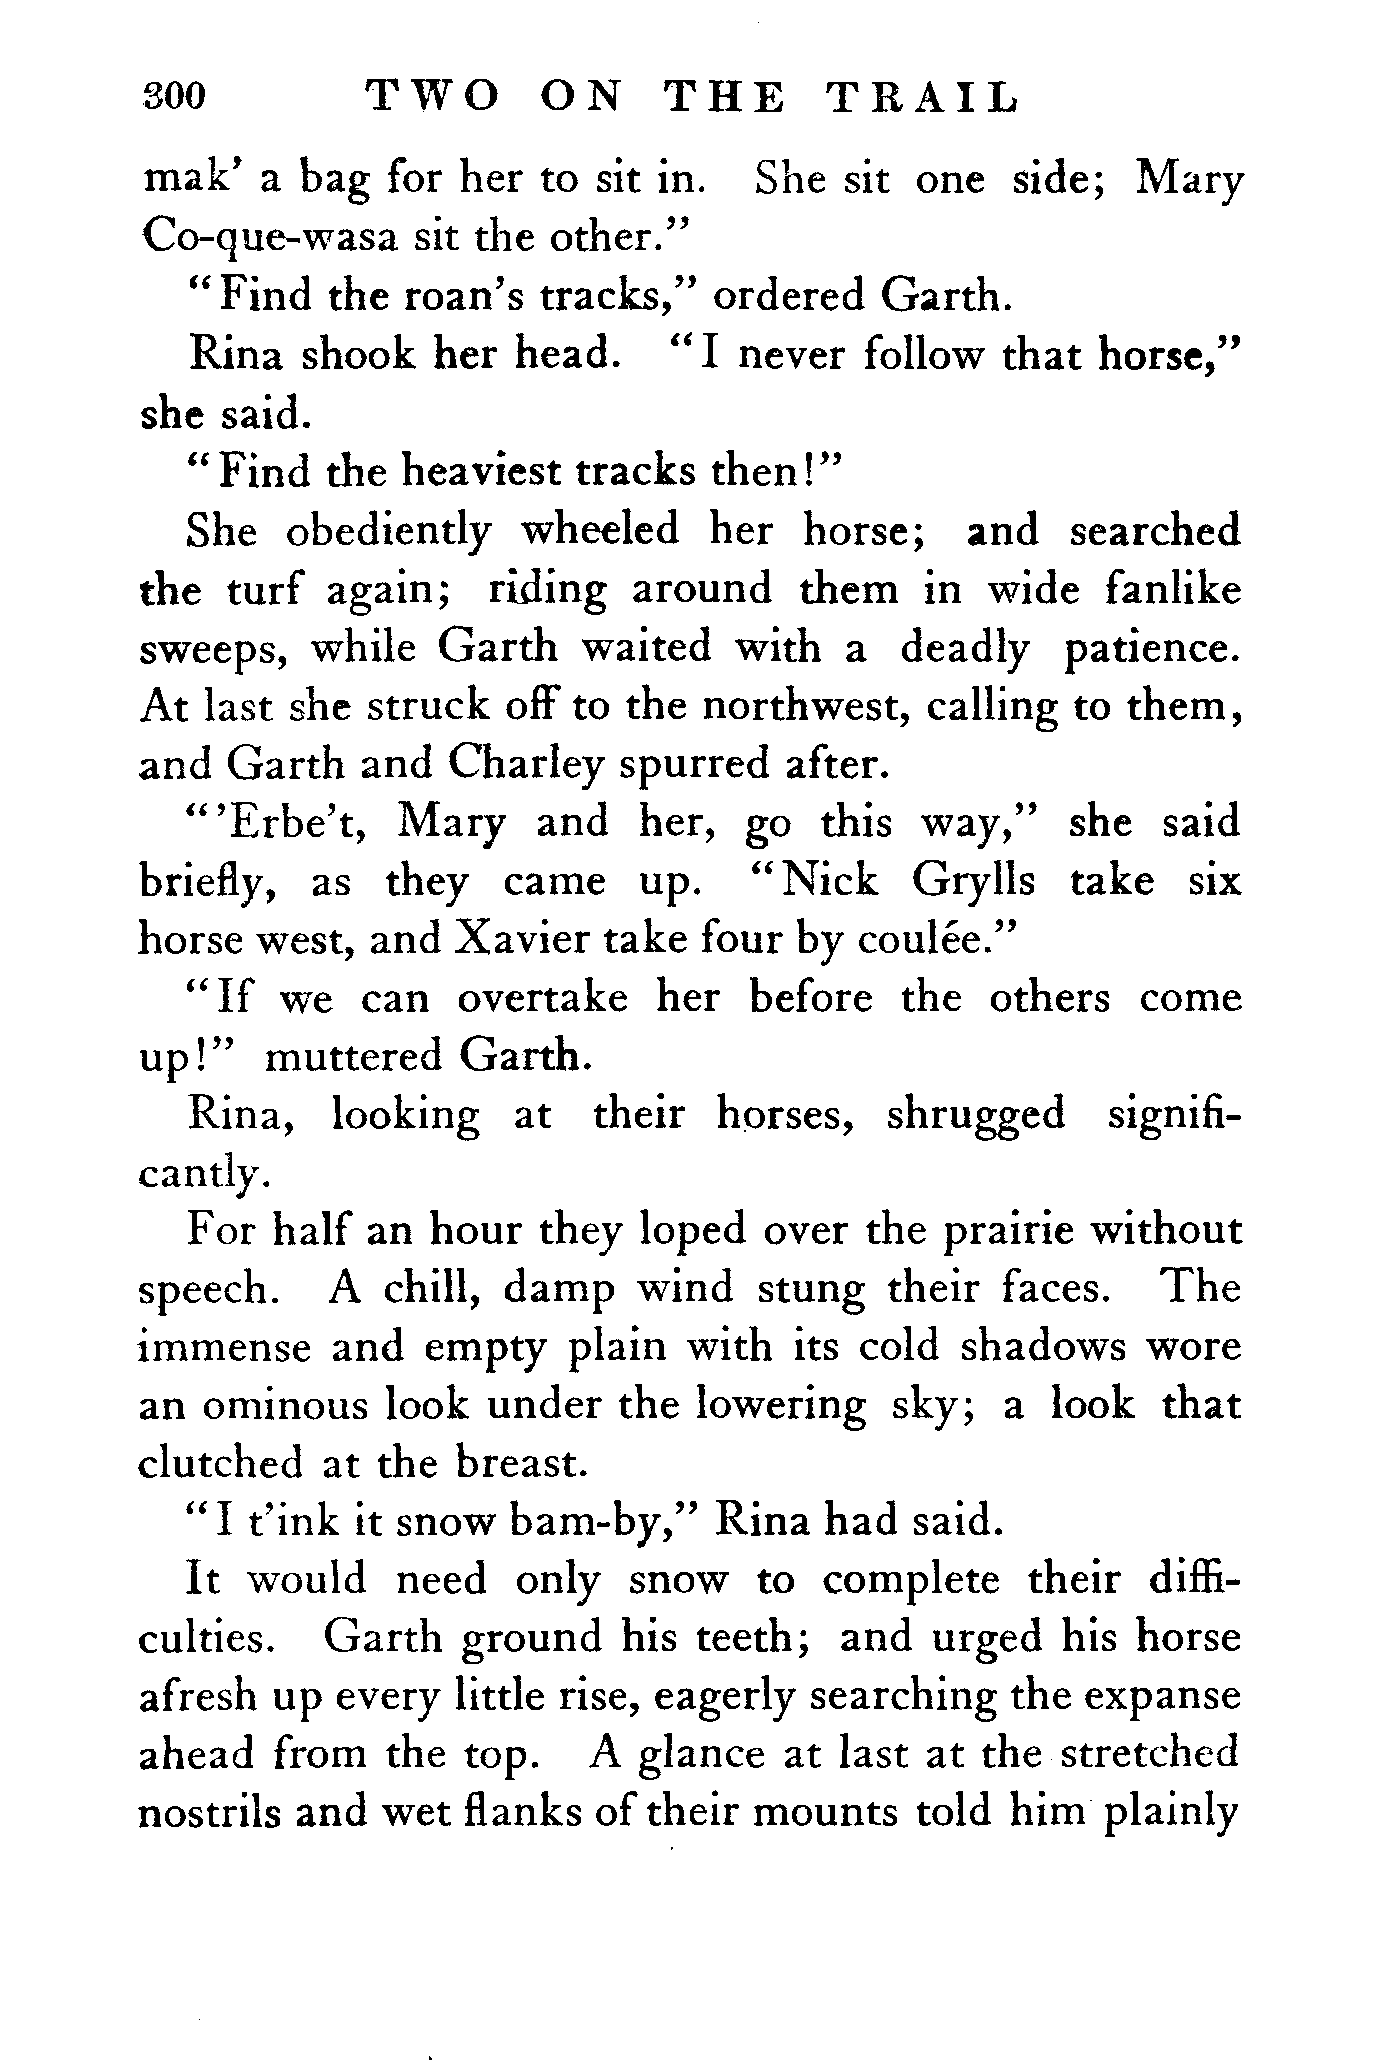 300 TWO ON THE TRAIL
mak' a bag for her to sit in. She sit one side; Mary
Co-que-wasa sit the other."
"Find the roan's tracks," ordered Garth.
Rina shook her head. "I never follow that horse,"
she said.
"Find the heaviest tracks then!"
She obediently wheeled her horse; and searched
the turf again; riding around them in wide fanlike
sweeps, while Garth waited with a deadly patience.
At last she struck off to the northwest, calling to them,
and Garth and Charley spurred after.
"'Erbe't, Mary and her, go this way," she said
briefly, as they came up. "Nick Grylls take six
horse west, and Xavier take four by coulée."
"If we can overtake her before the others come
up!" muttered Garth.
Rina, looking at their horses, shrugged signifi-
cantly.
For half an hour they loped over the prairie without
speech. A chill, damp wind stung their faces. The
immense and empty plain with its cold shadows wore
an ominous look under the lowering sky; a look that
clutched at the breast.
"I t'ink it snow bam-by," Rina had said.
It would need only snow to complete their diffi-
culties. Garth ground his teeth; and urged his horse
afresh up every little rise, eagerly searching the expanse
ahead from the top. A glance at last at the stretched
nostrils and wet flanks of their mounts told him plainly